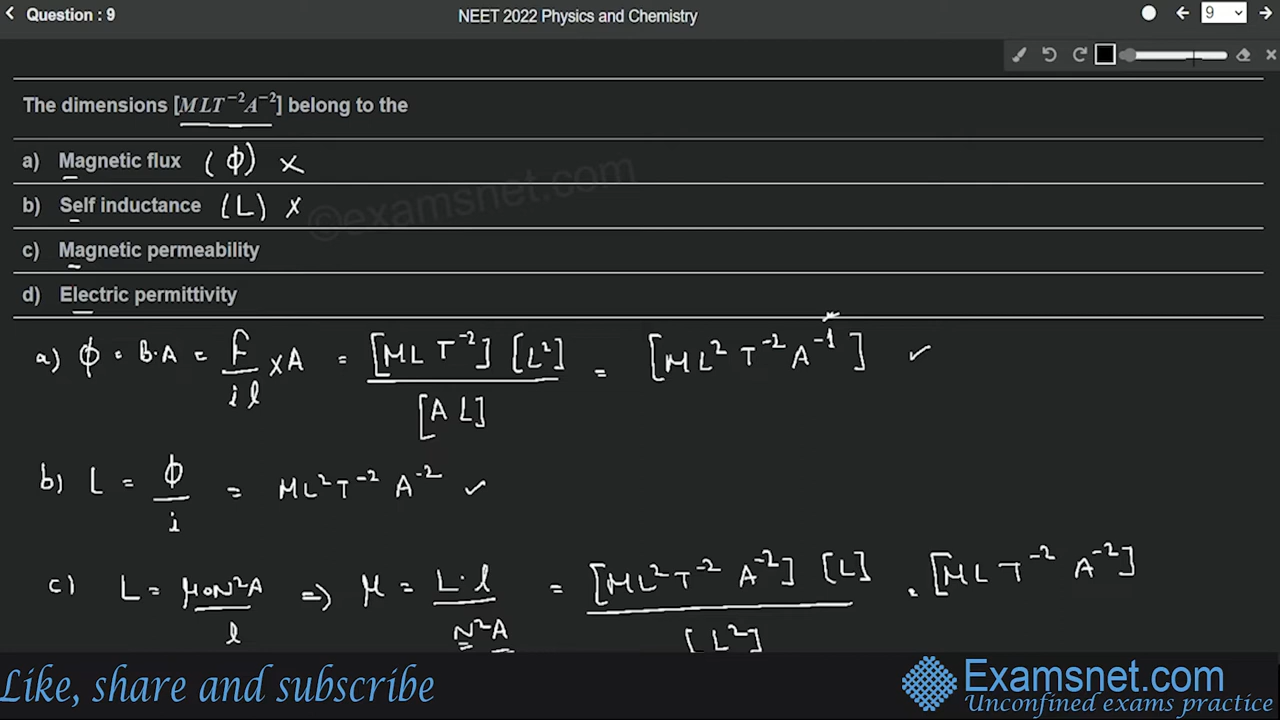 Question : 9
NEET 2022 Physics and Chemistry
9
The dimensions [MLT⁻²A⁻²] belong to the
a) Magnetic flux (ϕ) ×
©examsnet.com
b) Self inductance (L) ×
c) Magnetic permeability
d) Electric permittivity
a) ϕ = B·A = F/il × A = [MLT⁻²] [L²] / [AL] = [ML²T⁻²A⁻¹] ✓
b) L = ϕ/i = ML²T⁻²A⁻² ✓
c) L = μ₀N²A/l ⇒ μ = L·l/N²A = [ML²T⁻²A⁻²] [L] / [L²] = [MLT⁻²A⁻²]
Like, share and subscribe
Examsnet.com
Unconfined exams practice